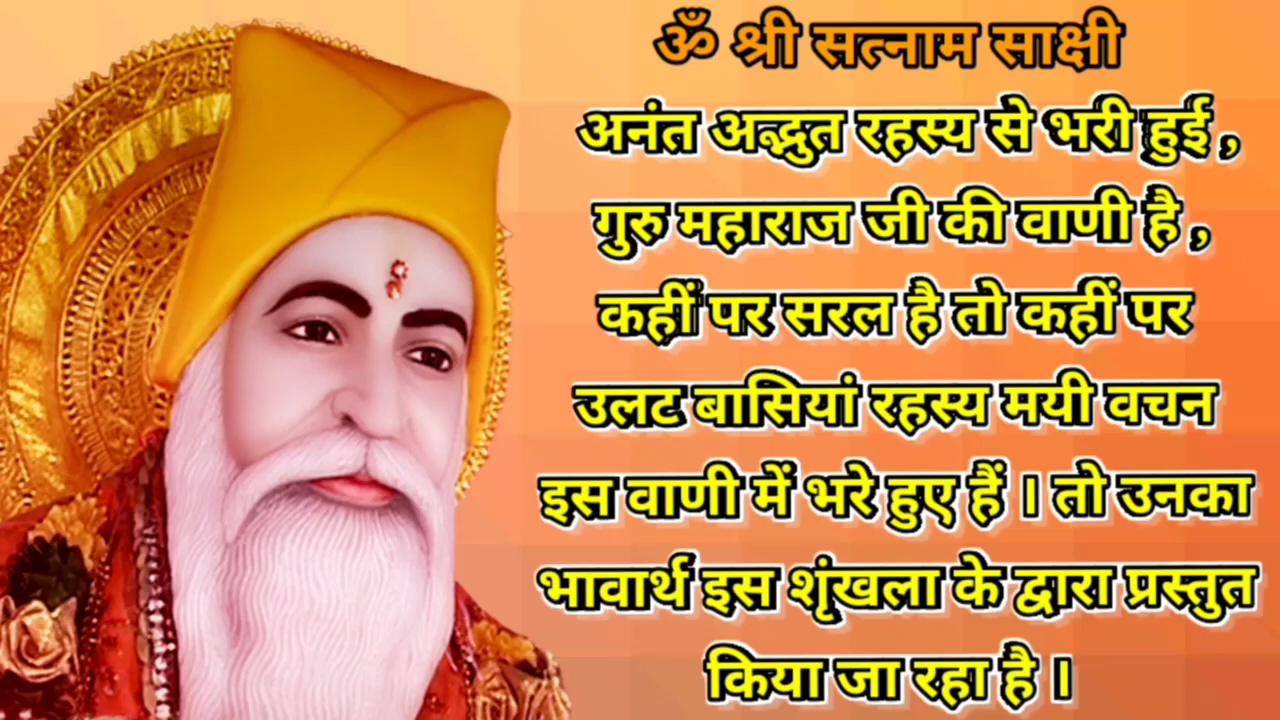 ॐ श्री सत्नाम साक्षी
अनंत अद्भुत रहस्य से भरी हुई ,
गुरु महाराज जी की वाणी है ,
कहीं पर सरल है तो कहीं पर
उलट बासियां रहस्य मयी वचन
इस वाणी में भरे हुए हैं । तो उनका
भावार्थ इस शृंखला के द्वारा प्रस्तुत
किया जा रहा है ।